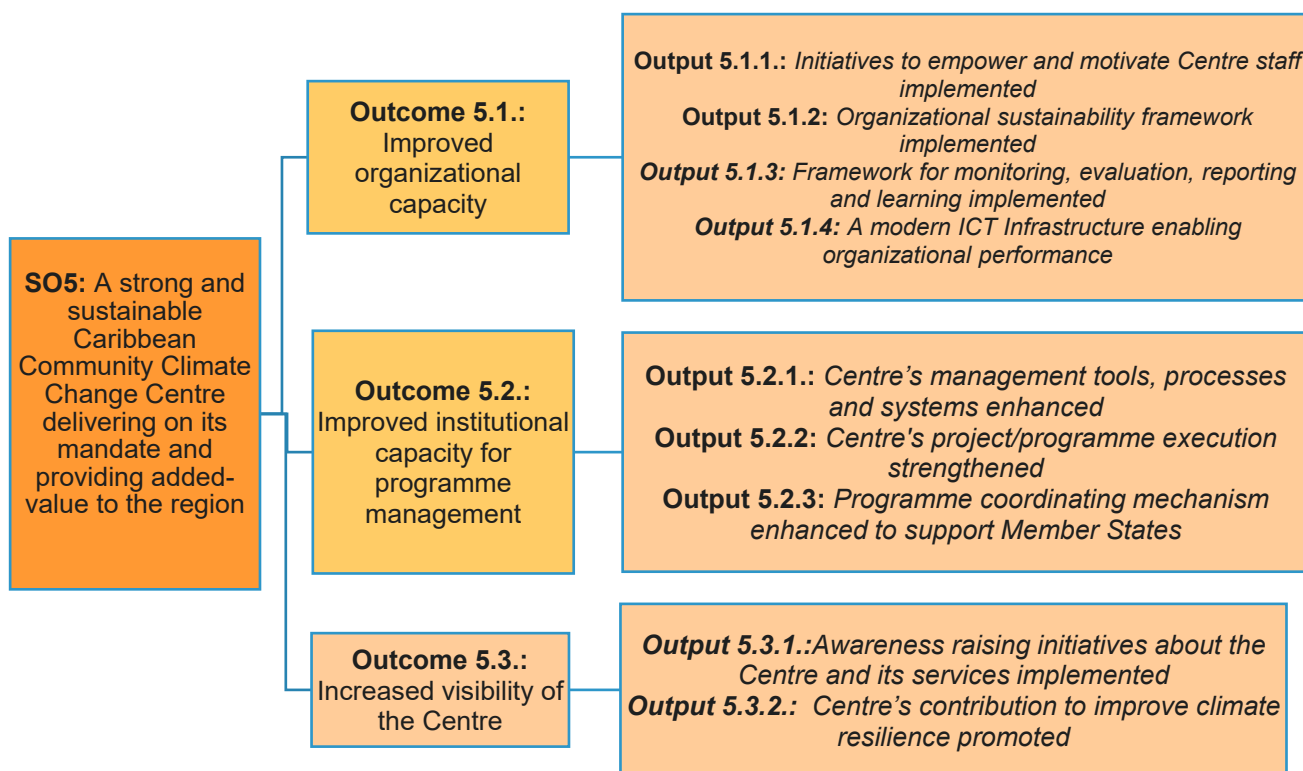 SO5: A strong and
sustainable
Caribbean
Community Climate
Change Centre
delivering on its
mandate and
providing added-
value to the region
Outcome 5.1.:
Improved
organizational
capacity
Output 5.1.1.: Initiatives to empower and motivate Centre staff
implemented
Output 5.1.2: Organizational sustainability framework
implemented
Output 5.1.3: Framework for monitoring, evaluation, reporting
and learning implemented
Output 5.1.4: A modern ICT Infrastructure enabling
organizational performance
Outcome 5.2.:
Improved institutional
capacity for
programme
management
Output 5.2.1.: Centre’s management tools, processes
and systems enhanced
Output 5.2.2: Centre's project/programme execution
strengthened
Output 5.2.3: Programme coordinating mechanism
enhanced to support Member States
Outcome 5.3.:
Increased visibility of
the Centre
Output 5.3.1.:Awareness raising initiatives about the
Centre and its services implemented
Output 5.3.2.: Centre’s contribution to improve climate
resilience promoted